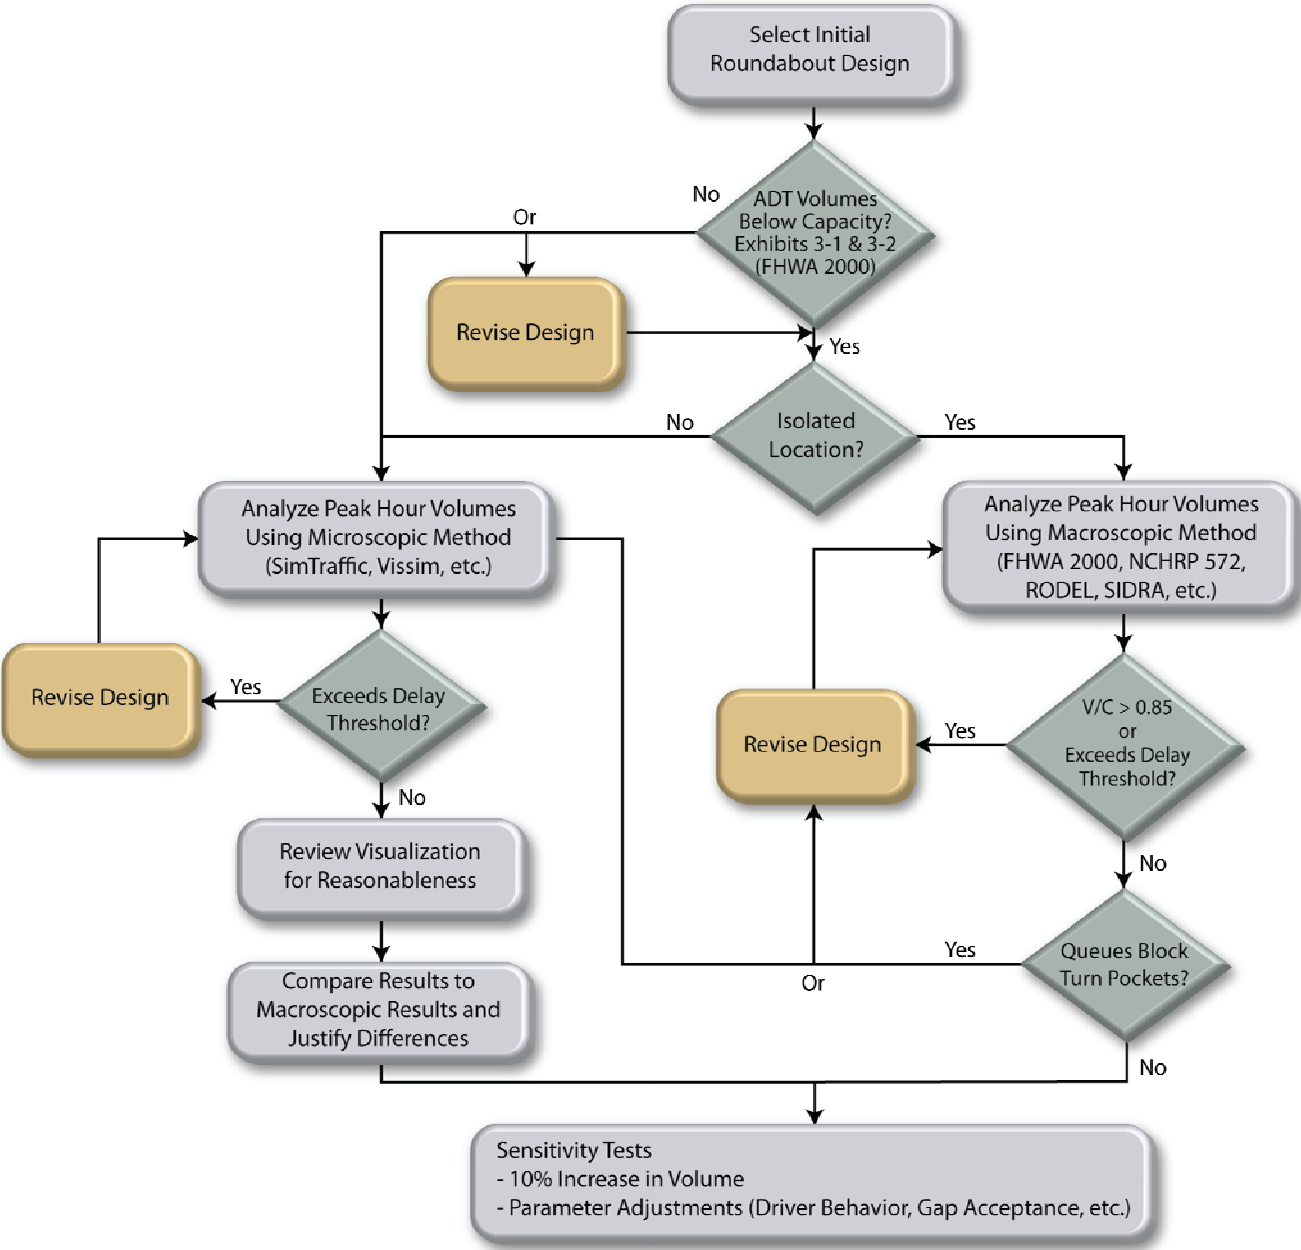 Select Initial
Roundabout Design
No
ADT Volumes
Below Capacity?
Exhibits 3-1 & 3-2
(FHWA 2000)
Or
Revise Design
Yes
No
Isolated
Location?
Yes
Analyze Peak Hour Volumes
Using Microscopic Method
(SimTraffic, Vissim, etc.)
Analyze Peak Hour Volumes
Using Macroscopic Method
(FHWA 2000, NCHRP 572,
RODEL, SIDRA, etc.)
Revise Design
Yes
Exceeds Delay
Threshold?
Revise Design
Yes
V/C > 0.85
or
Exceeds Delay
Threshold?
No
Review Visualization
for Reasonableness
No
Compare Results to
Macroscopic Results and
Justify Differences
Or
Yes
Queues Block
Turn Pockets?
No
Sensitivity Tests
- 10% Increase in Volume
- Parameter Adjustments (Driver Behavior, Gap Acceptance, etc.)